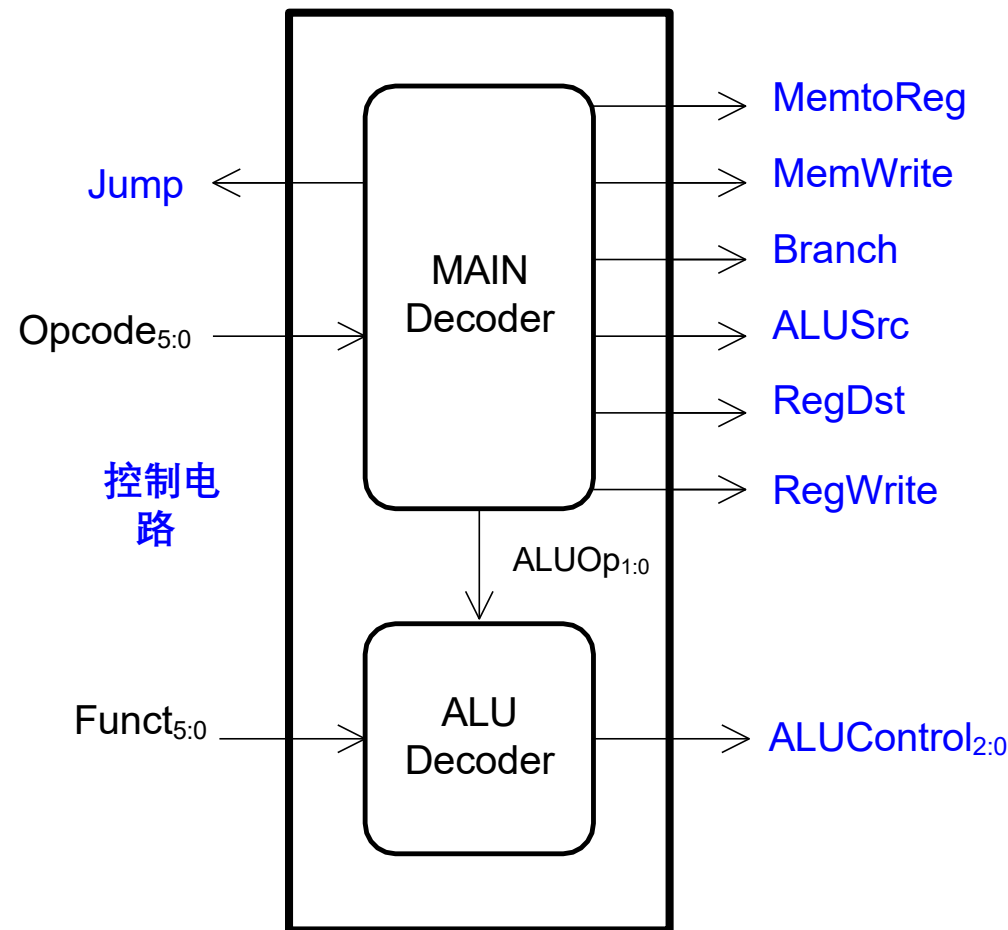 MemtoReg
Jump
MemWrite
MAIN
Decoder
Branch
Opcode5:0
ALUSrc
RegDst
控制电
路
RegWrite
ALUOp1:0
Funct5:0
ALU
Decoder
ALUControl2:0